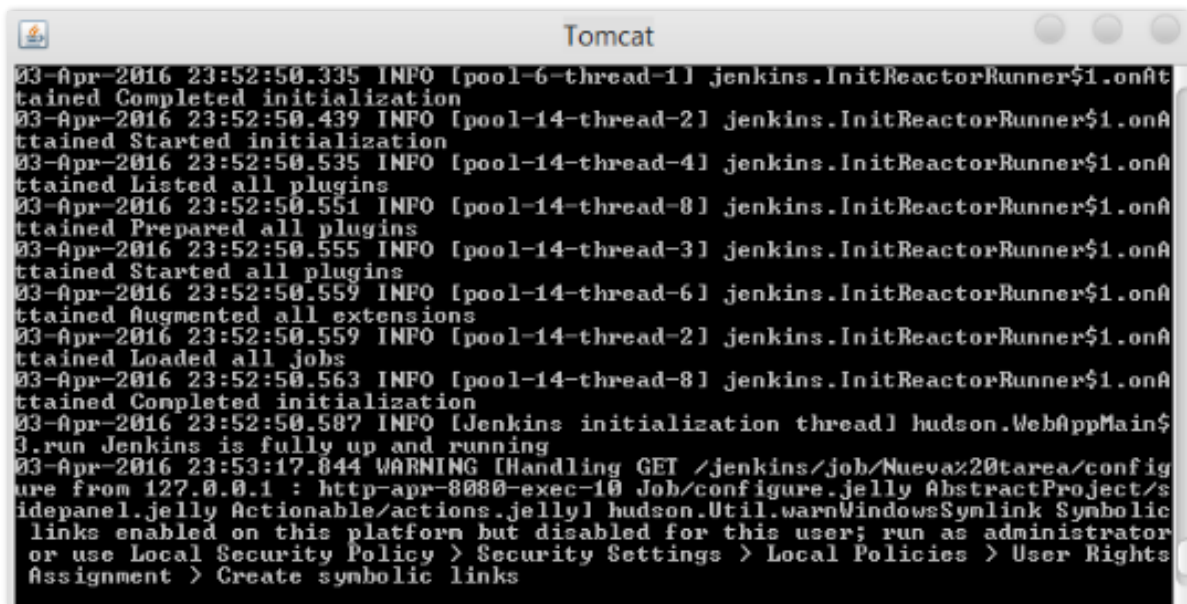 Tomcat
03-Apr-2016 23:52:50.335 INFO [pool-6-thread-1] jenkins.InitReactorRunner$1.onAt
tained Completed initialization
03-Apr-2016 23:52:50.439 INFO [pool-14-thread-2] jenkins.InitReactorRunner$1.onA
ttained Started initialization
03-Apr-2016 23:52:50.535 INFO [pool-14-thread-4] jenkins.InitReactorRunner$1.onA
ttained Listed all plugins
03-Apr-2016 23:52:50.551 INFO [pool-14-thread-8] jenkins.InitReactorRunner$1.onA
ttained Prepared all plugins
03-Apr-2016 23:52:50.555 INFO [pool-14-thread-3] jenkins.InitReactorRunner$1.onA
ttained Started all plugins
03-Apr-2016 23:52:50.559 INFO [pool-14-thread-6] jenkins.InitReactorRunner$1.onA
ttained Augmented all extensions
03-Apr-2016 23:52:50.559 INFO [pool-14-thread-2] jenkins.InitReactorRunner$1.onA
ttained Loaded all jobs
03-Apr-2016 23:52:50.563 INFO [pool-14-thread-8] jenkins.InitReactorRunner$1.onA
ttained Completed initialization
03-Apr-2016 23:52:50.587 INFO [Jenkins initialization thread] hudson.WebAppMain$
3.run Jenkins is fully up and running
03-Apr-2016 23:53:17.844 WARNING [Handling GET /jenkins/job/Nueva%20tarea/config
ure from 127.0.0.1 : http-apr-8080-exec-10 Job/configure.jelly AbstractProject/s
idepanel.jelly Actionable/actions.jelly] hudson.Util.warnWindowsSymlink Symbolic
links enabled on this platform but disabled for this user; run as administrator
or use Local Security Policy > Security Settings > Local Policies > User Rights
Assignment > Create symbolic links